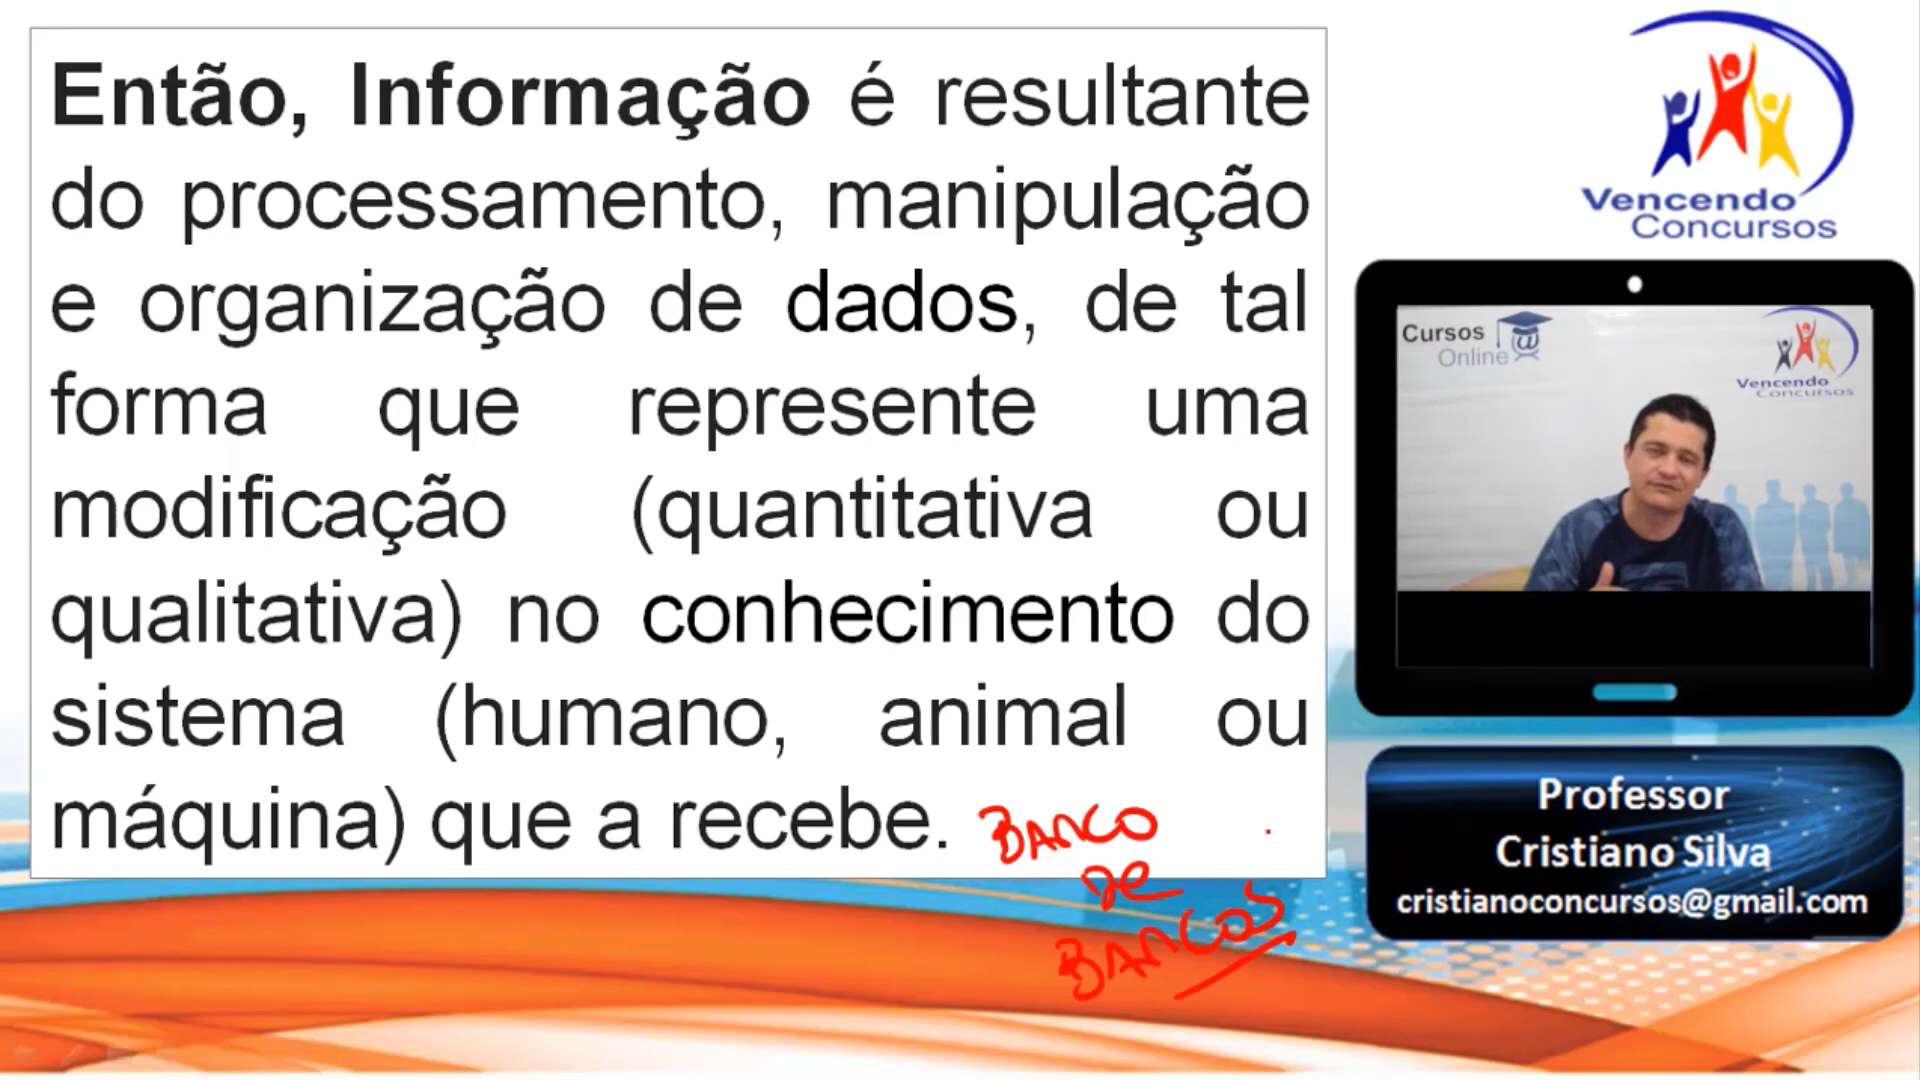 Então, Informação é resultante
do processamento, manipulação
e organização de dados, de tal
forma que represente uma
modificação (quantitativa ou
qualitativa) no conhecimento do
sistema (humano, animal ou
máquina) que a recebe.
BANCO
DE
BANCOS
Vencendo
Concursos
Cursos
Online
Vencendo
Concursos
Professor
Cristiano Silva
cristianoconcursos@gmail.com